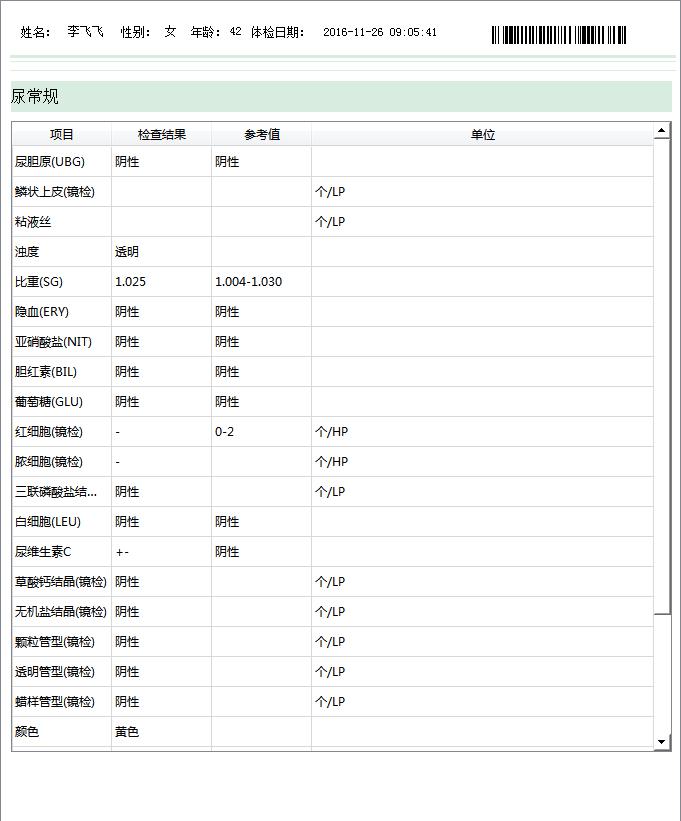 姓名： 李飞飞 性别： 女 年龄：42 体检日期： 2016-11-26 09:05:41
尿常规
项目 检查结果 参考值 单位
尿胆原(UBG) 阴性 阴性
鳞状上皮(镜检) 个/LP
粘液丝 个/LP
浊度 透明
比重(SG) 1.025 1.004-1.030
隐血(ERY) 阴性 阴性
亚硝酸盐(NIT) 阴性 阴性
胆红素(BIL) 阴性 阴性
葡萄糖(GLU) 阴性 阴性
红细胞(镜检) - 0-2 个/HP
脓细胞(镜检) - 个/HP
三联磷酸盐结... 阴性 个/LP
白细胞(LEU) 阴性 阴性
尿维生素C +- 阴性
草酸钙结晶(镜检) 阴性 个/LP
无机盐结晶(镜检) 阴性 个/LP
颗粒管型(镜检) 阴性 个/LP
透明管型(镜检) 阴性 个/LP
蜡样管型(镜检) 阴性 个/LP
颜色 黄色